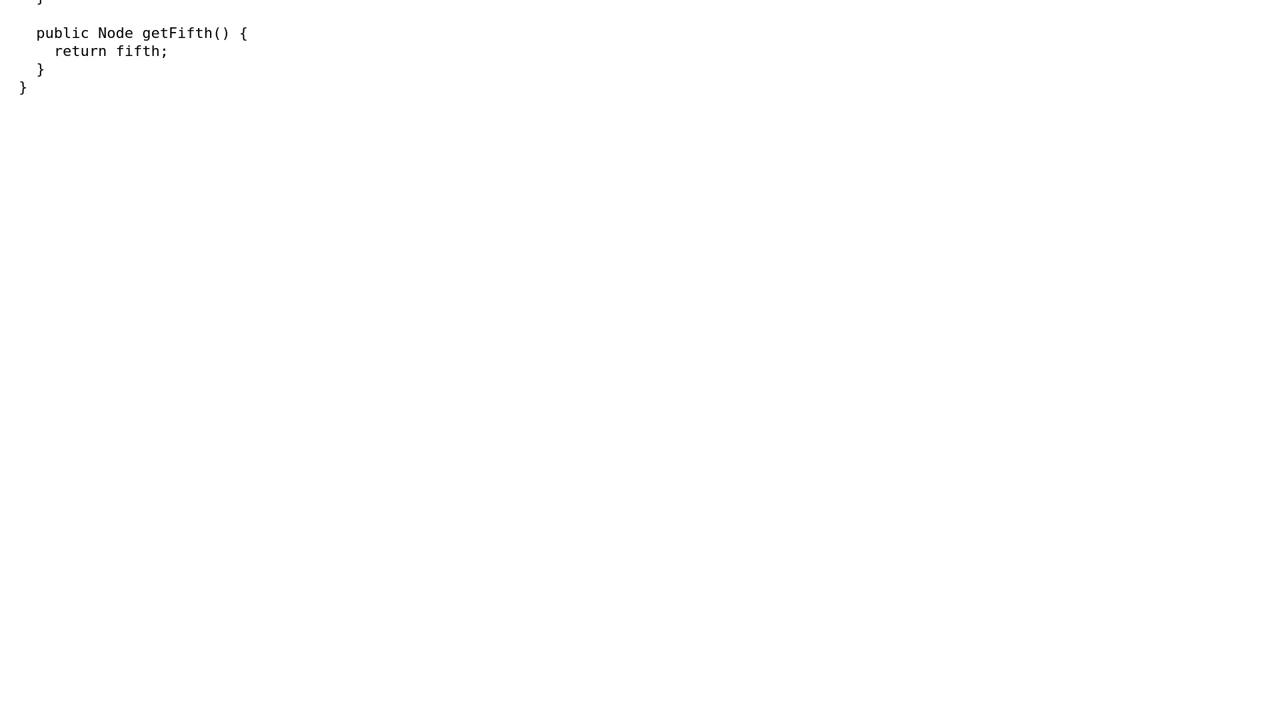 }
public Node getFifth() {
return fifth;
}
}